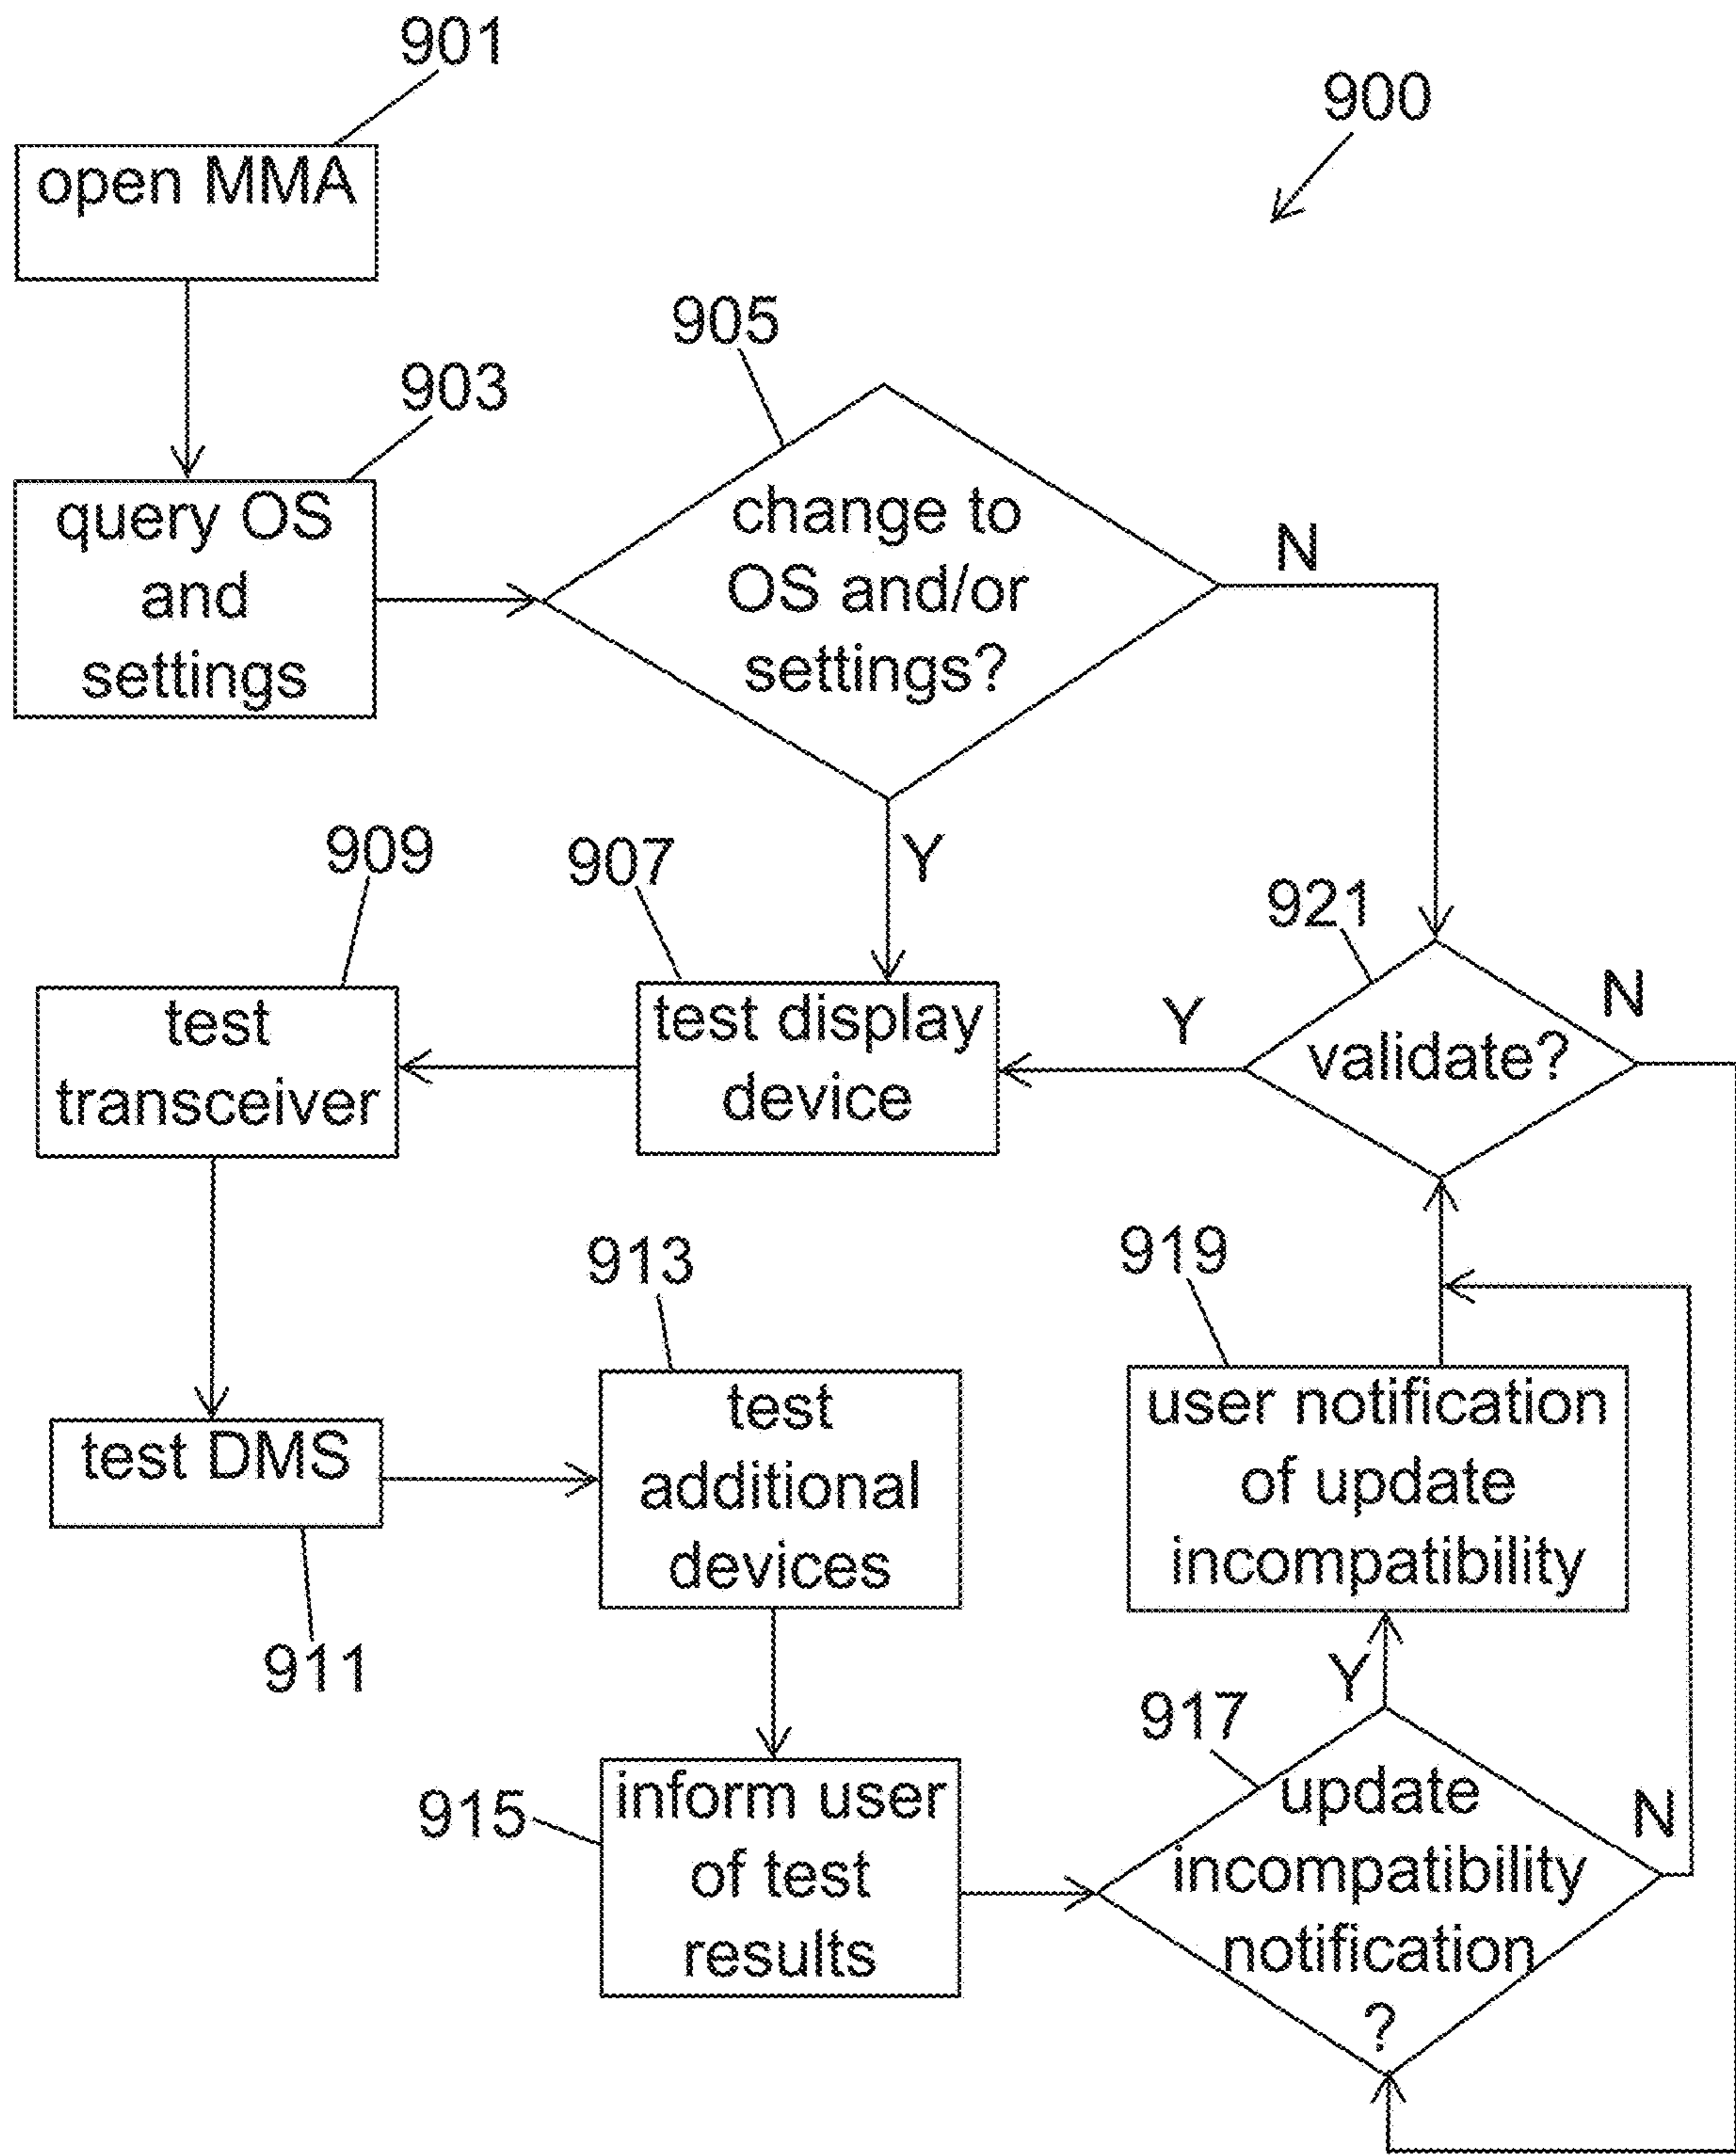 901
900
open MMA
905
903
query OS
and
settings
change to
OS and/or
settings?
N
909
907
Y
921
test
transceiver
test display
device
Y
validate?
N
913
919
test DMS
911
test
additional
devices
user notification
of update
incompatibility
Y
917
915
inform user
of test
results
update
incompatibility
notification
?
N